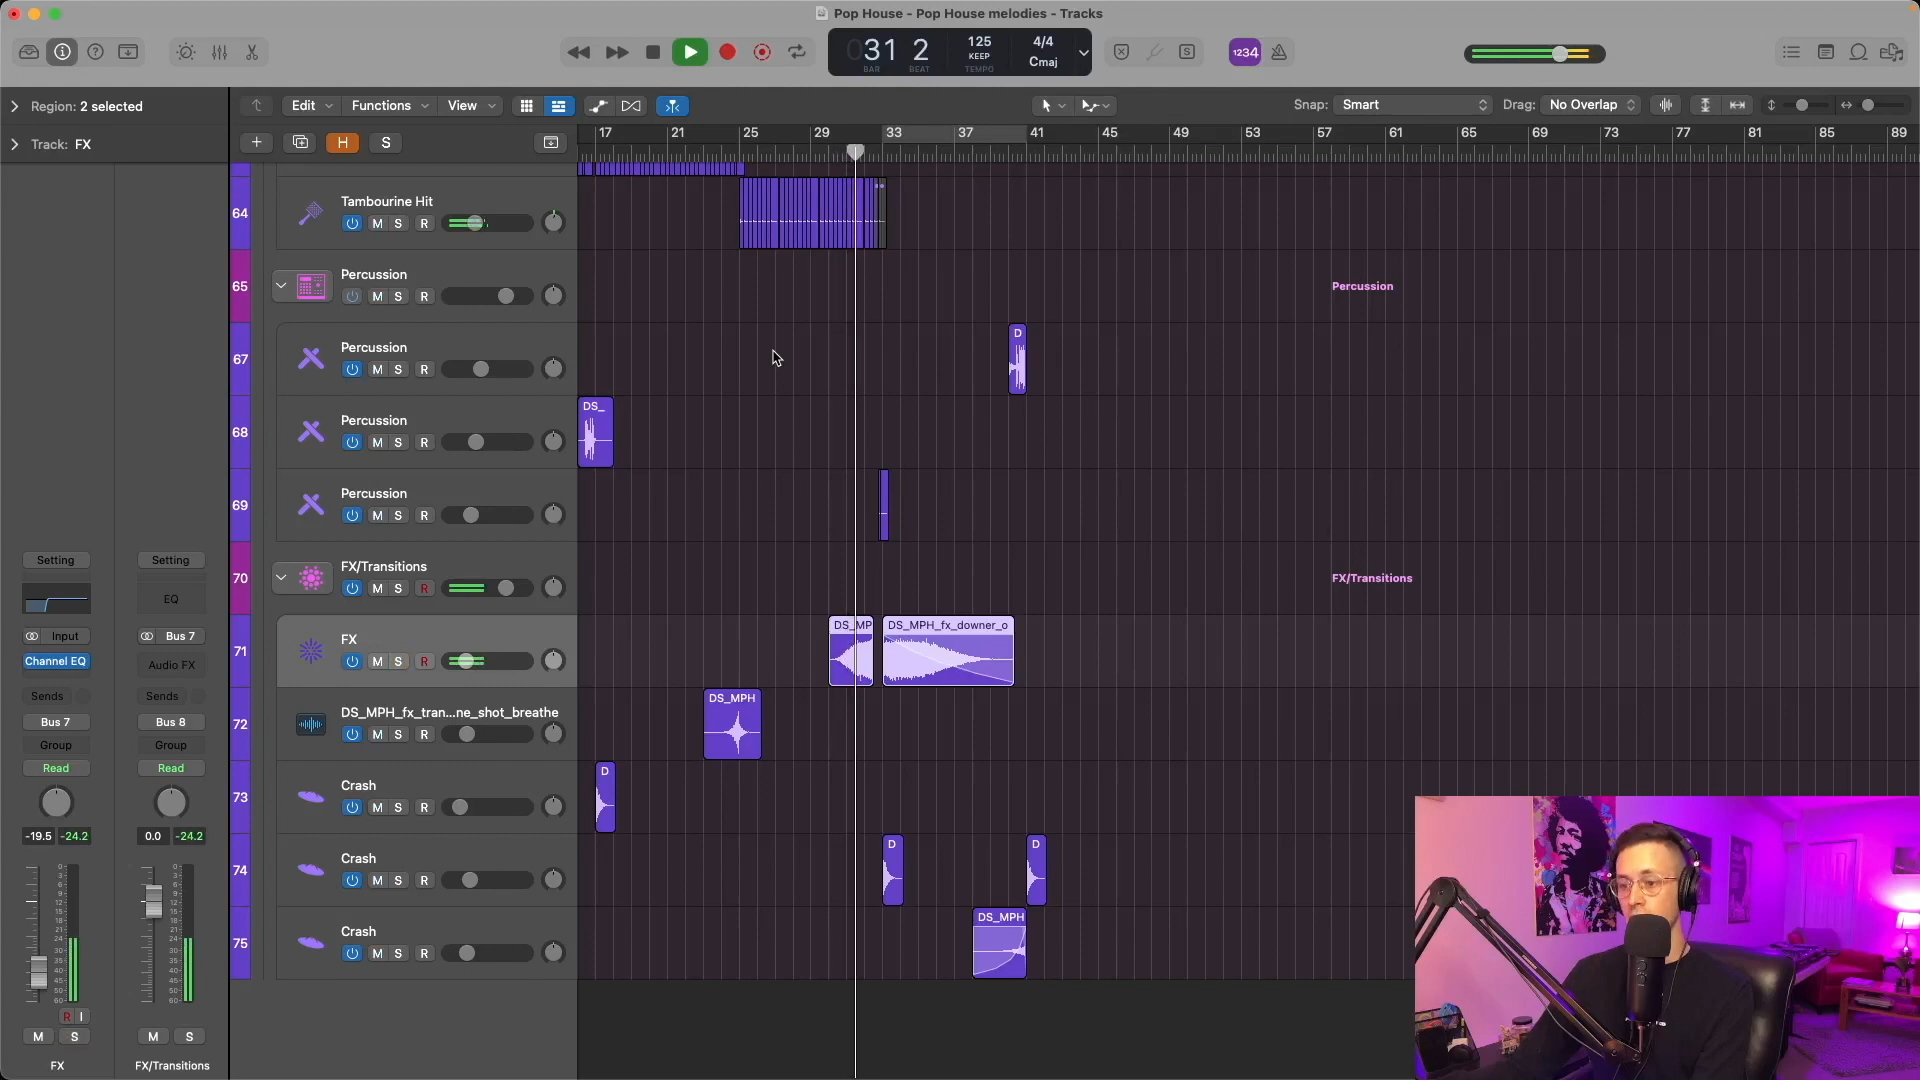 Pop House - Pop House melodies - Tracks
1234
031 2
BAR BEAT
125
KEEP
TEMPO
4/4
Cmaj
S
Region: 2 selected
Edit Functions View
Snap: Smart
Drag: No Overlap
Track: FX
H S
17 21 25 29 33 37 41 45 49 53 57 61 65 69 73 77 81 85 89
64 Tambourine Hit
M S R
65 Percussion
M S R
Percussion
67 Percussion
M S R
D
68 Percussion
M S R
DS_
69 Percussion
M S R
70 FX/Transitions
M S R
FX/Transitions
71 FX
M S R
DS_MP
DS_MPH_fx_downer_o
72 DS_MPH_fx_tran...ne_shot_breathe
M S R
DS_MPH
73 Crash
M S R
D
74 Crash
M S R
D
D
75 Crash
M S R
DS_MPH
Setting Setting
EQ
Input Bus 7
Channel EQ Audio FX
Sends Sends
Bus 7 Bus 8
Group Group
Read Read
-19.5 -24.2 0.0 -24.2
R I
M S M S
FX FX/Transitions